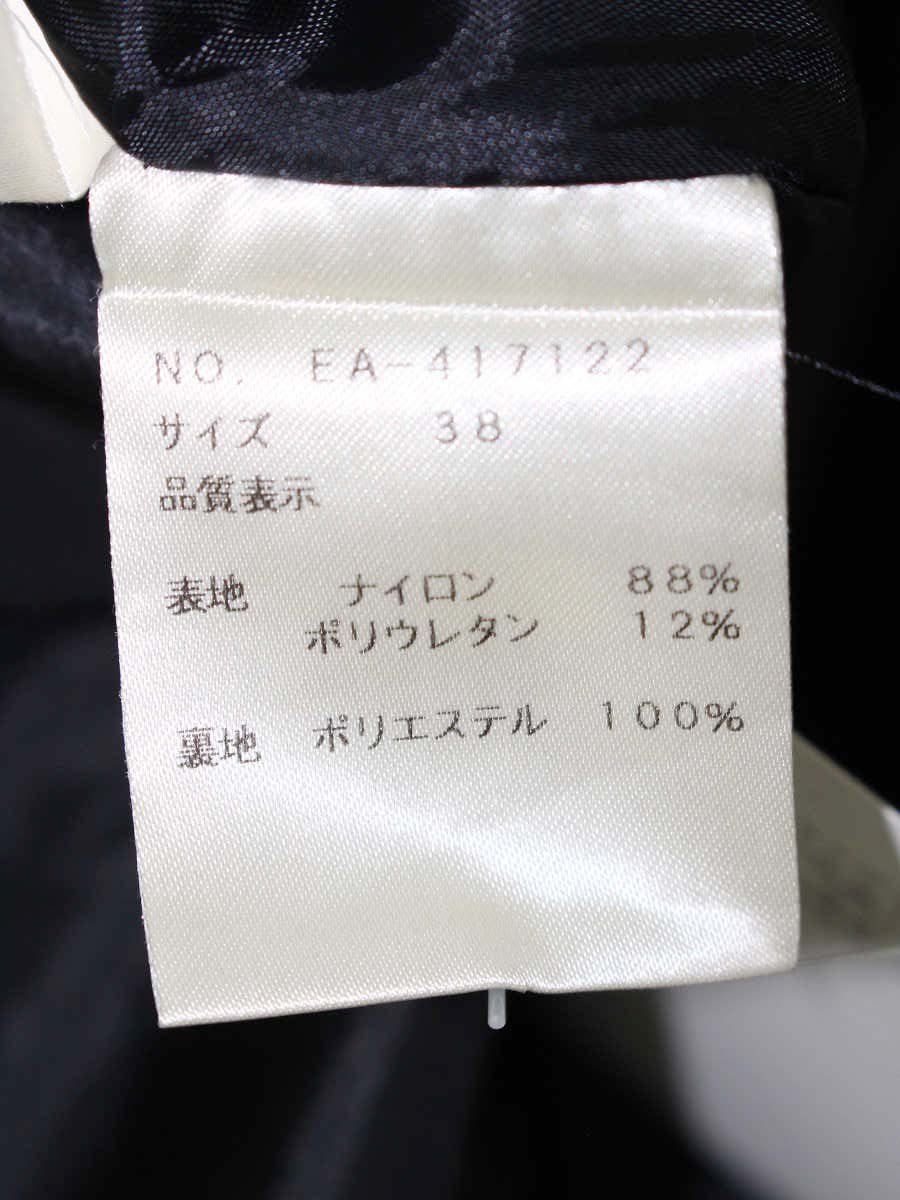 NO. EA-417122
サイズ 38
品質表示
表地 ナイロン 88%
ポリウレタン 12%
裏地 ポリエステル 100%